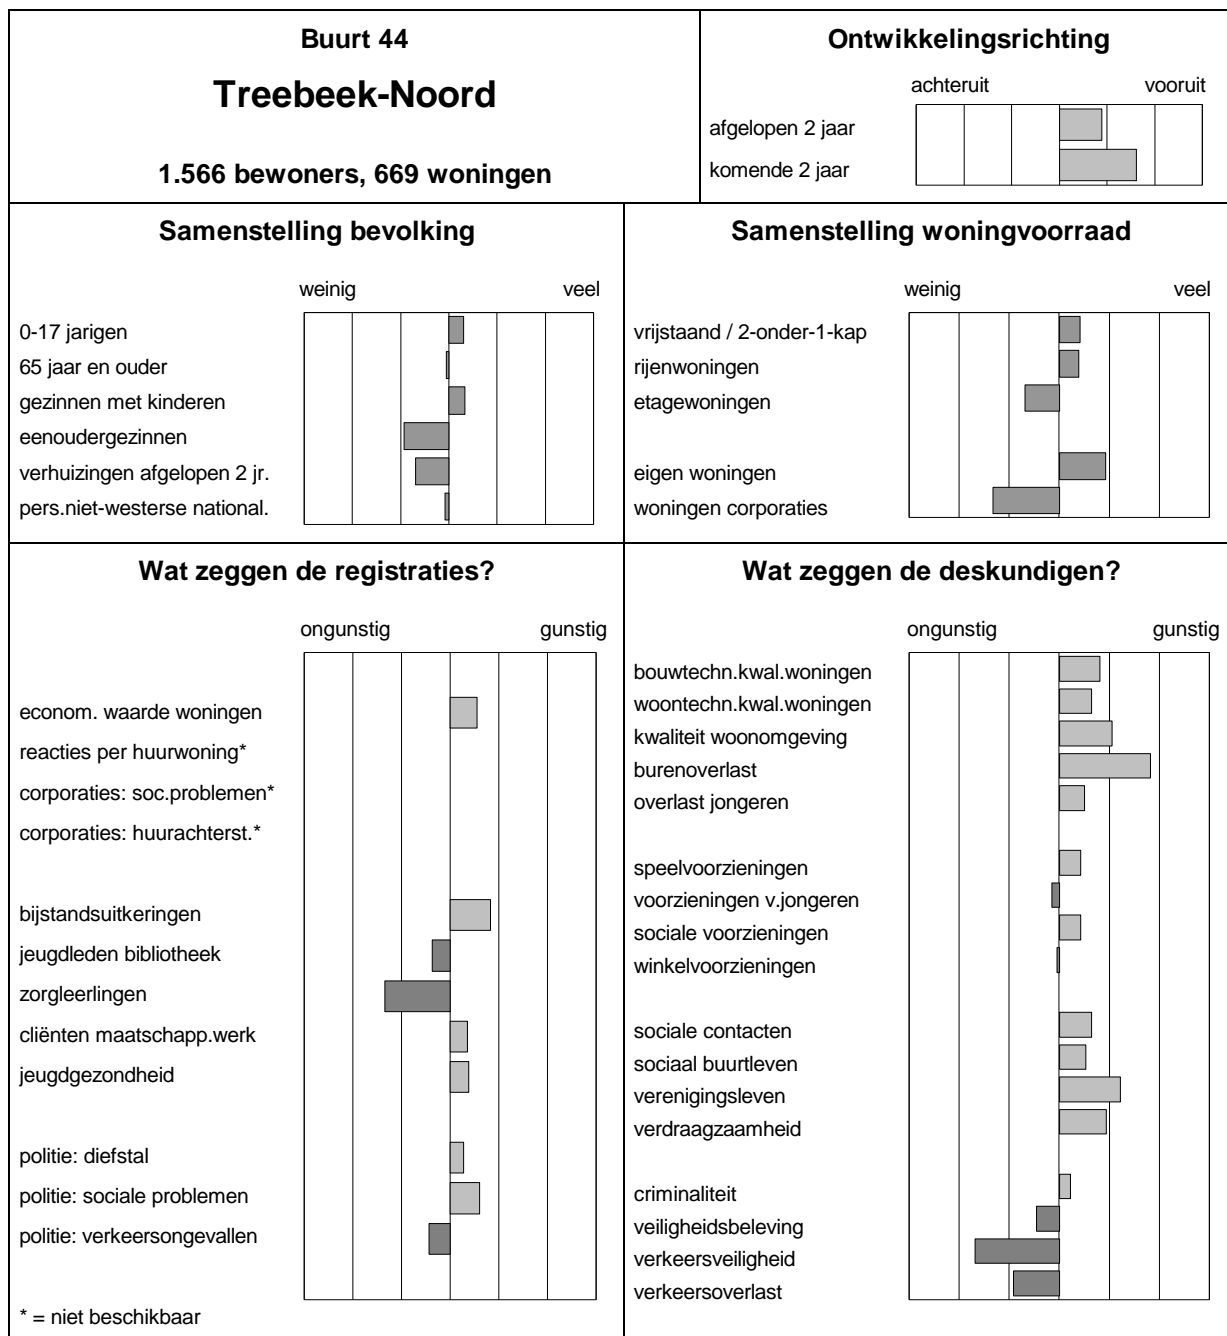 Buurt 44
Treebeek-Noord
1.566 bewoners, 669 woningen
Ontwikkelingsrichting
achteruit vooruit
afgelopen 2 jaar
komende 2 jaar
Samenstelling bevolking
weinig veel
0-17 jarigen
65 jaar en ouder
gezinnen met kinderen
eenoudergezinnen
verhuizingen afgelopen 2 jr.
pers.niet-westerse national.
Samenstelling woningvoorraad
weinig veel
vrijstaand / 2-onder-1-kap
rijenwoningen
etagewoningen
eigen woningen
woningen corporaties
Wat zeggen de registraties?
ongunstig gunstig
econom. waarde woningen
reacties per huurwoning*
corporaties: soc.problemen*
corporaties: huurachterst.*
bijstandsuitkeringen
jeugdleden bibliotheek
zorgleerlingen
cliënten maatschapp.werk
jeugdgezondheid
politie: diefstal
politie: sociale problemen
politie: verkeersongevallen
* = niet beschikbaar
Wat zeggen de deskundigen?
ongunstig gunstig
bouwtechn.kwal.woningen
woontechn.kwal.woningen
kwaliteit woonomgeving
burenoverlast
overlast jongeren
speelvoorzieningen
voorzieningen v.jongeren
sociale voorzieningen
winkelvoorzieningen
sociale contacten
sociaal buurtleven
verenigingsleven
verdraagzaamheid
criminaliteit
veiligheidsbeleving
verkeersveiligheid
verkeersoverlast